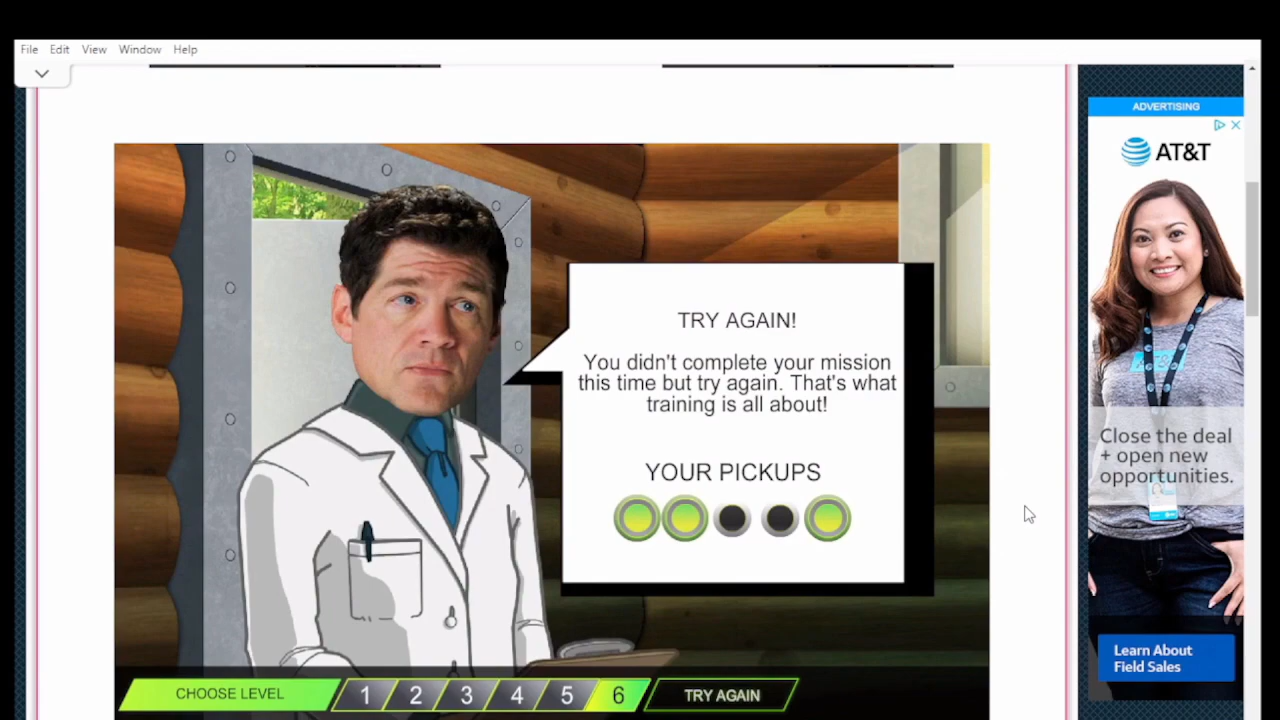 File Edit View Window Help
ADVERTISING
AT&T
TRY AGAIN!
You didn't complete your mission
this time but try again. That's what
training is all about!
YOUR PICKUPS
Close the deal
+ open new
opportunities.
Learn About
Field Sales
CHOOSE LEVEL 1 2 3 4 5 6 TRY AGAIN